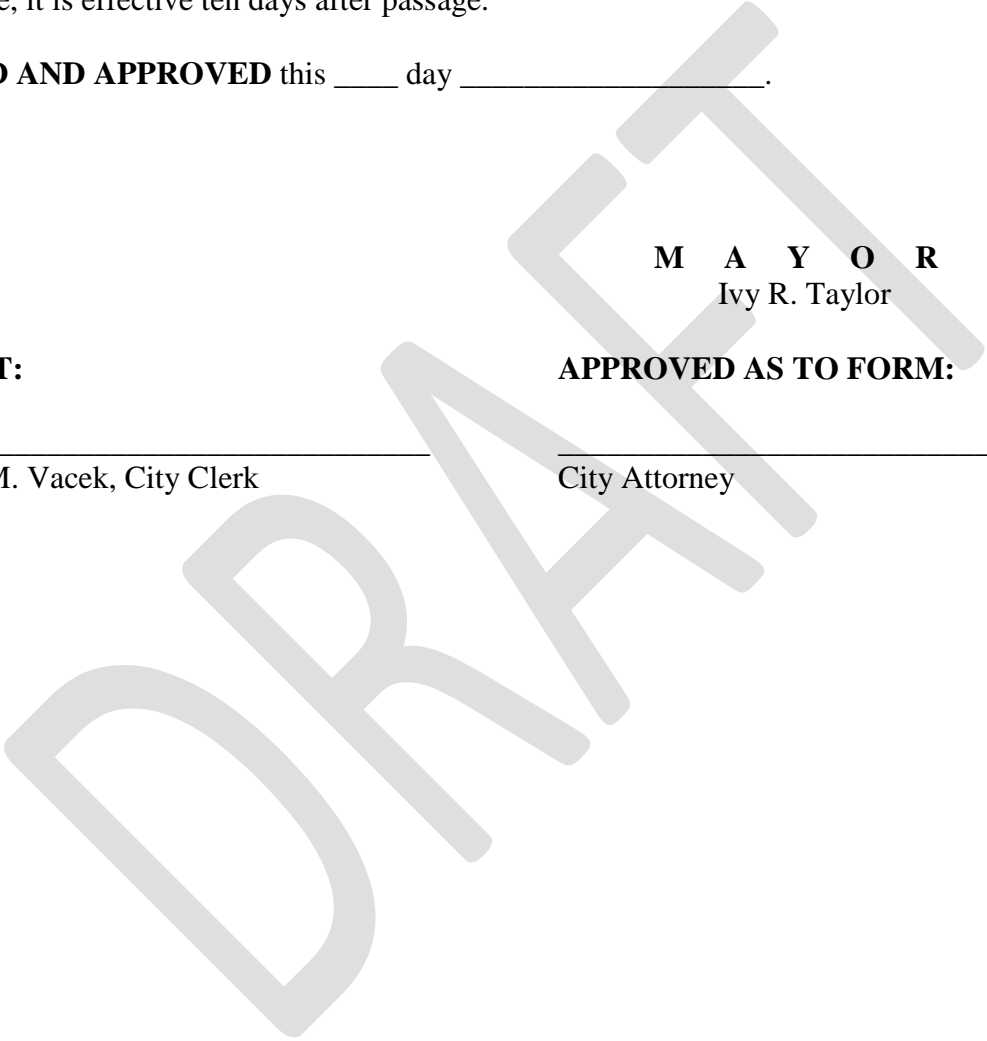 , it is effective ten days after passage.
AND APPROVED this ____ day ___________________.
M A Y O R
Ivy R. Taylor
T:
APPROVED AS TO FORM:
M. Vacek, City Clerk
City Attorney
DRAFT